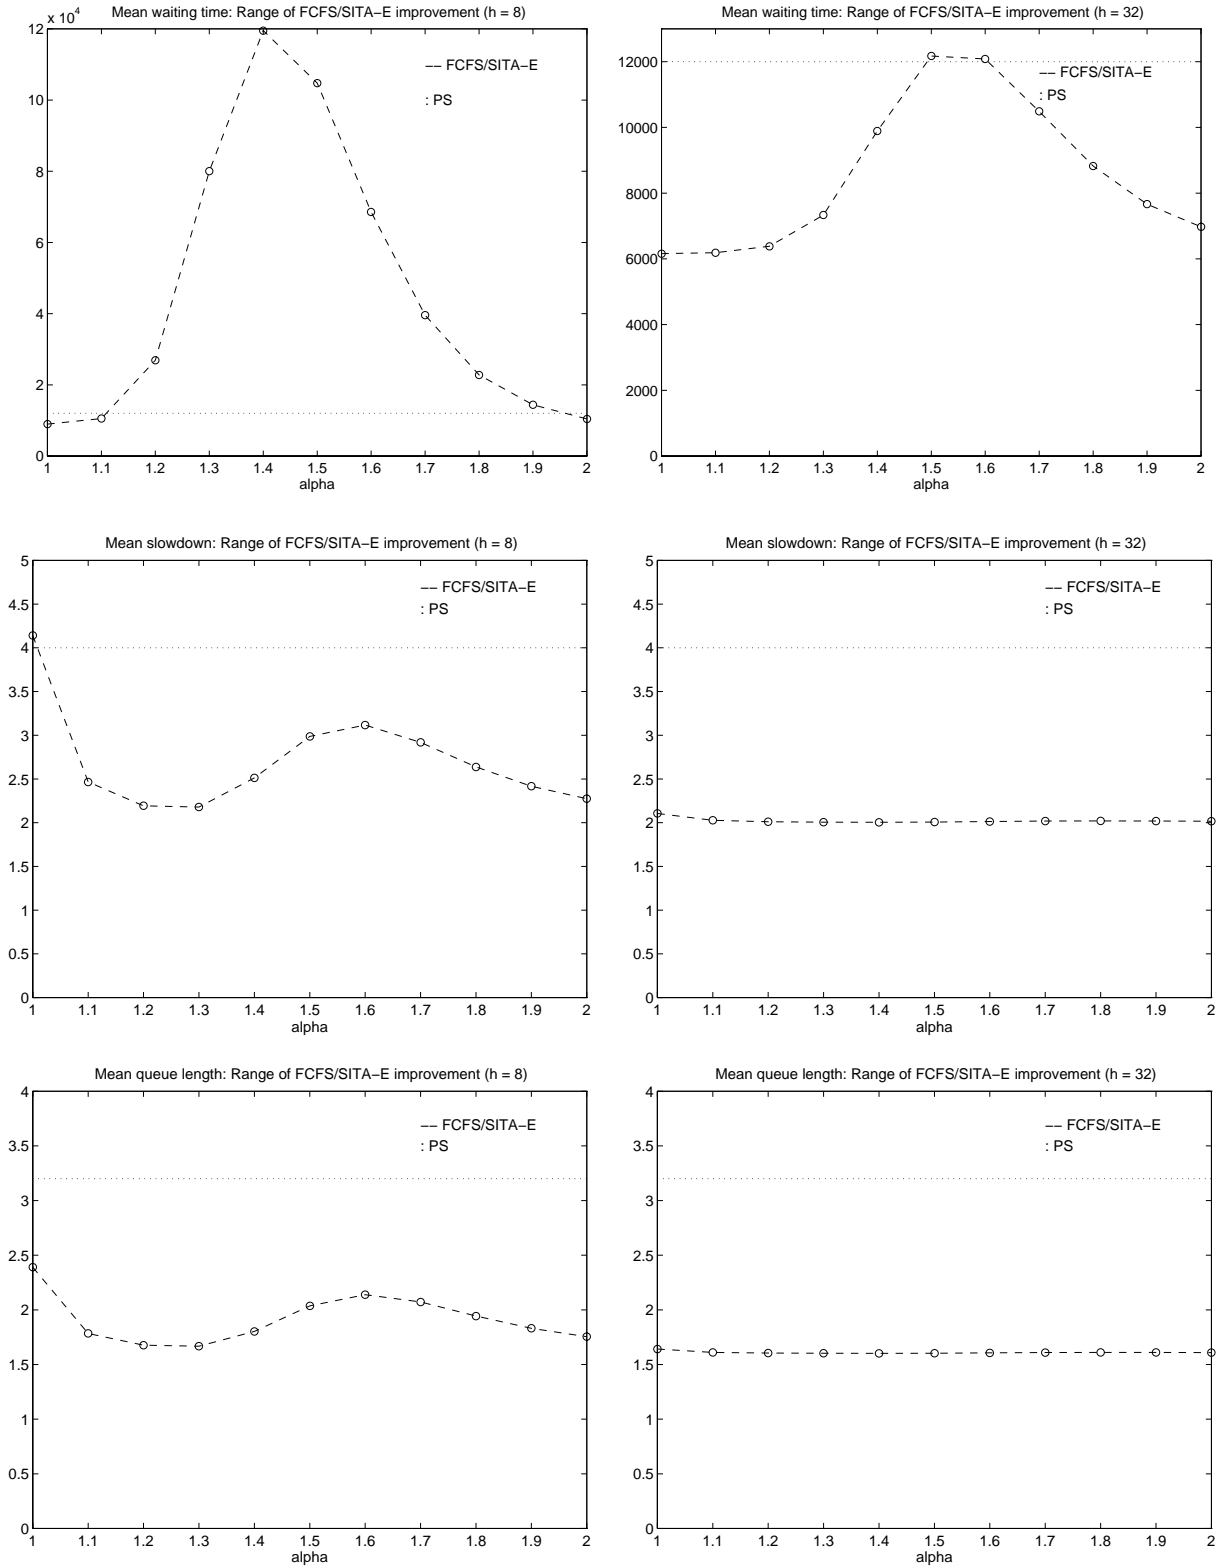 Mean waiting time: Range of FCFS/SITA−E improvement (h = 8)
x 10^4
12
10
8
6
4
2
0
−− FCFS/SITA−E
: PS
1 1.1 1.2 1.3 1.4 1.5 1.6 1.7 1.8 1.9 2
alpha
Mean waiting time: Range of FCFS/SITA−E improvement (h = 32)
12000
10000
8000
6000
4000
2000
0
−− FCFS/SITA−E
: PS
1 1.1 1.2 1.3 1.4 1.5 1.6 1.7 1.8 1.9 2
alpha
Mean slowdown: Range of FCFS/SITA−E improvement (h = 8)
5
4.5
4
3.5
3
2.5
2
1.5
1
0.5
0
−− FCFS/SITA−E
: PS
1 1.1 1.2 1.3 1.4 1.5 1.6 1.7 1.8 1.9 2
alpha
Mean slowdown: Range of FCFS/SITA−E improvement (h = 32)
5
4.5
4
3.5
3
2.5
2
1.5
1
0.5
0
−− FCFS/SITA−E
: PS
1 1.1 1.2 1.3 1.4 1.5 1.6 1.7 1.8 1.9 2
alpha
Mean queue length: Range of FCFS/SITA−E improvement (h = 8)
4
3.5
3
2.5
2
1.5
1
0.5
0
−− FCFS/SITA−E
: PS
1 1.1 1.2 1.3 1.4 1.5 1.6 1.7 1.8 1.9 2
alpha
Mean queue length: Range of FCFS/SITA−E improvement (h = 32)
4
3.5
3
2.5
2
1.5
1
0.5
0
−− FCFS/SITA−E
: PS
1 1.1 1.2 1.3 1.4 1.5 1.6 1.7 1.8 1.9 2
alpha